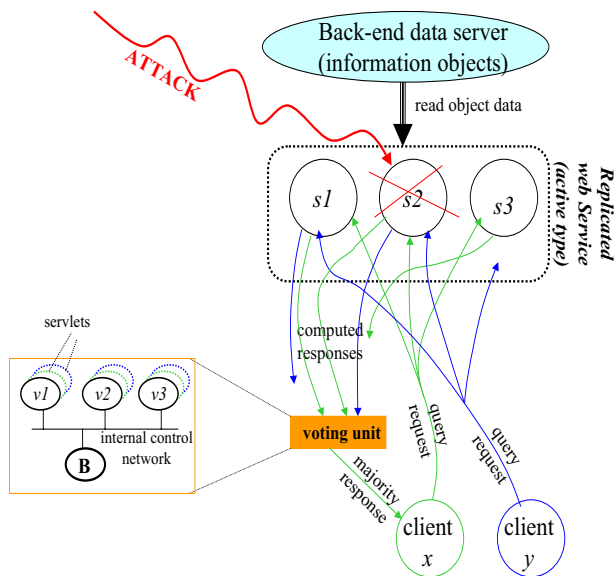 Back-end data server
(information objects)
ATTACK
read object data
s1
s2
s3
Replicated
web Service
(active type)
servlets
computed
responses
v1
v2
v3
internal control
network
B
voting unit
majority
response
query
request
query
request
client
x
client
y